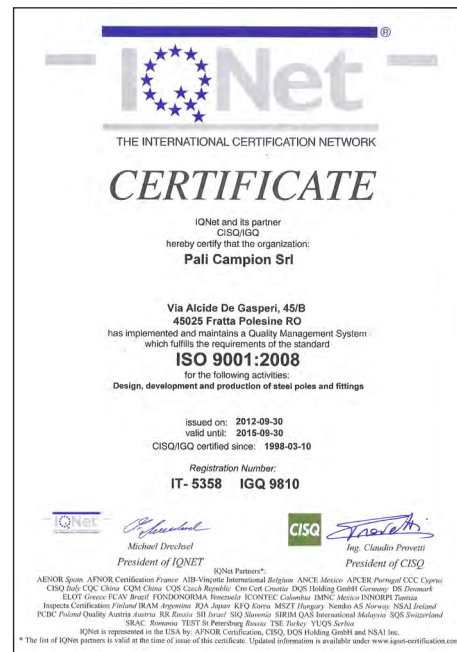 IQNet ®
THE INTERNATIONAL CERTIFICATION NETWORK
CERTIFICATE
IQNet and its partner
CISQ/IGQ
hereby certify that the organization:
Pali Campion Srl
Via Alcide De Gasperi, 45/B
45025 Fratta Polesine RO
has implemented and maintains a Quality Management System
which fulfills the requirements of the standard
ISO 9001:2008
for the following activities:
Design, development and production of steel poles and fittings
issued on: 2012-09-30
valid until: 2015-09-30
CISQ/IGQ certified since: 1998-03-10
Registration Number:
IT- 5358 IGQ 9810
IQNet
CISQ
Michael Drechsel
Ing. Claudio Provetti
President of IQNET
President of CISQ
IQNet Partners*:
AENOR Spain AFNOR Certification France AIB-Vinçotte International Belgium ANCE Mexico APCER Portugal CCC Cyprus
CISQ Italy CQC China CQM China CQS Czech Republic Cro Cert Croatia DQS Holding GmbH Germany DS Denmark
ELOT Greece FCAV Brazil FONDONORMA Venezuela ICONTEC Colombia IMNC Mexico INNORPI Tunisia
Inspecta Certification Finland IRAM Argentina JQA Japan KFQ Korea MSZT Hungary Nemko AS Norway NSAI Ireland
PCBC Poland Quality Austria Austria RR Russia SII Israel SIQ Slovenia SIRIM QAS International Malaysia SQS Switzerland
SRAC Romania TEST St Petersburg Russia TSE Turkey YUQS Serbia
IQNet is represented in the USA by: AFNOR Certification, CISQ, DQS Holding GmbH and NSAI Inc.
* The list of IQNet partners is valid at the time of issue of this certificate. Updated information is available under www.iqnet-certification.com